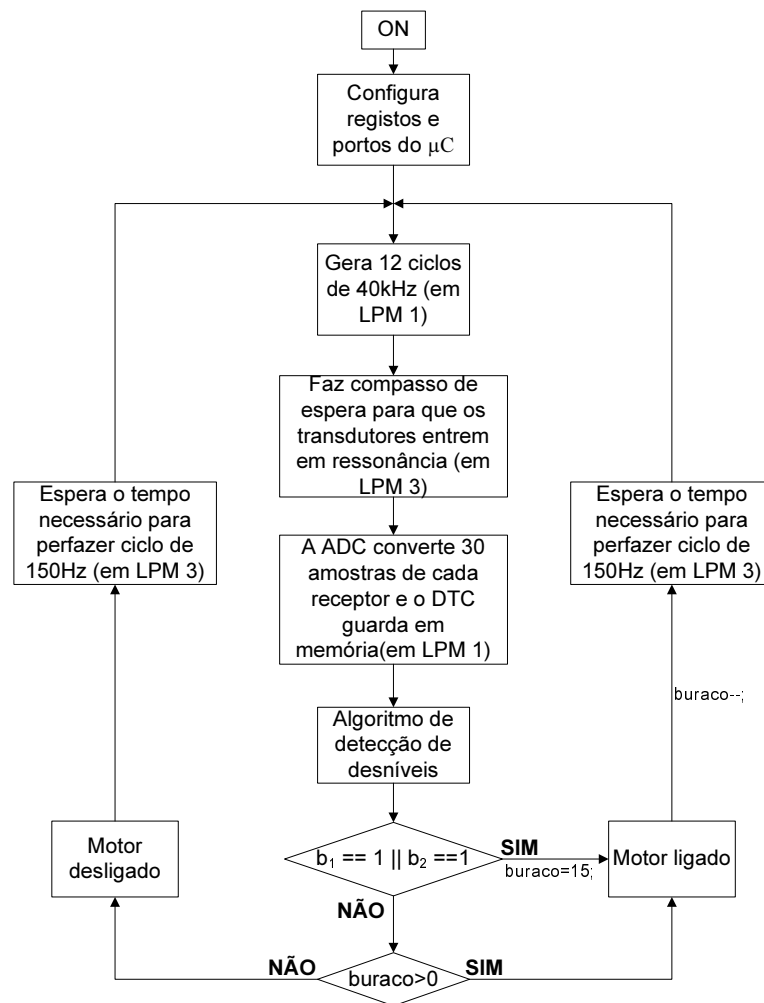 ON
Configura
registos e
portos do µC
Gera 12 ciclos
de 40kHz (em
LPM 1)
Faz compasso de
espera para que os
transdutores entrem
em ressonância (em
LPM 3)
Espera o tempo
necessário para
perfazer ciclo de
150Hz (em LPM 3)
Espera o tempo
necessário para
perfazer ciclo de
150Hz (em LPM 3)
A ADC converte 30
amostras de cada
receptor e o DTC
guarda em
memória(em LPM 1)
buraco--;
Algoritmo de
detecção de
desníveis
Motor
desligado
b₁ == 1 || b₂ ==1
SIM
buraco=15;
Motor ligado
NÃO
NÃO
buraco>0
SIM